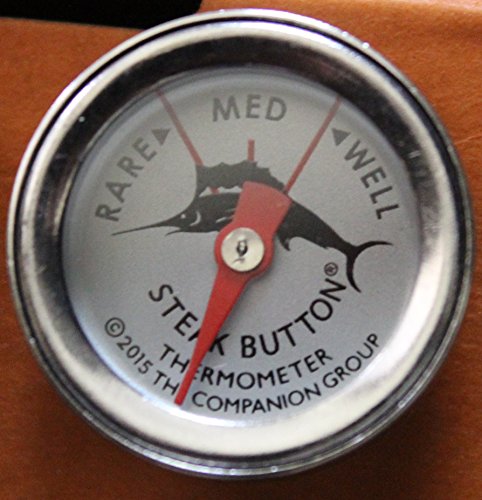 RARE
MED
WELL
STEAK BUTTON®
THERMOMETER
©2015 THE COMPANION GROUP